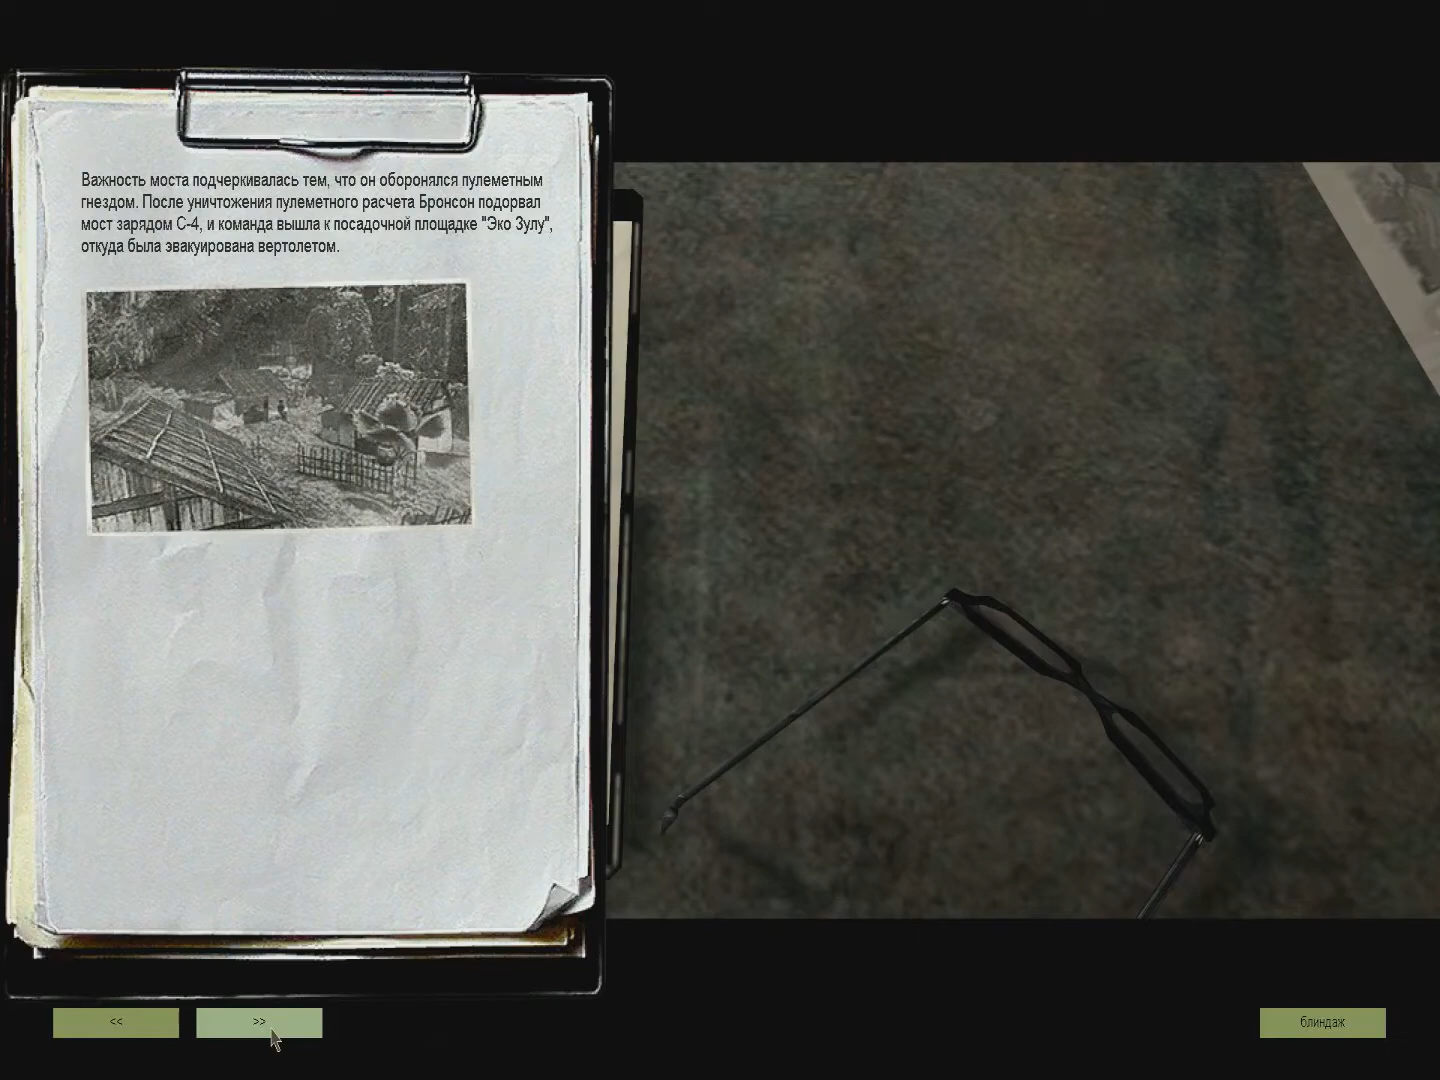 Важность моста подчеркивалась тем, что он оборонялся пулеметным
гнездом. После уничтожения пулеметного расчета Бронсон подорвал
мост зарядом С-4, и команда вышла к посадочной площадке "Эко Зулу",
откуда была эвакуирована вертолетом.
<< >> блиндаж